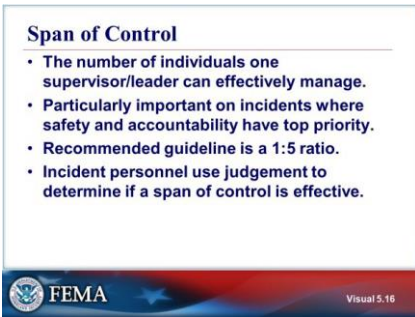 Span of Control
• The number of individuals one
supervisor/leader can effectively manage.
• Particularly important on incidents where
safety and accountability have top priority.
• Recommended guideline is a 1:5 ratio.
• Incident personnel use judgement to
determine if a span of control is effective.
FEMA
Visual 5.16